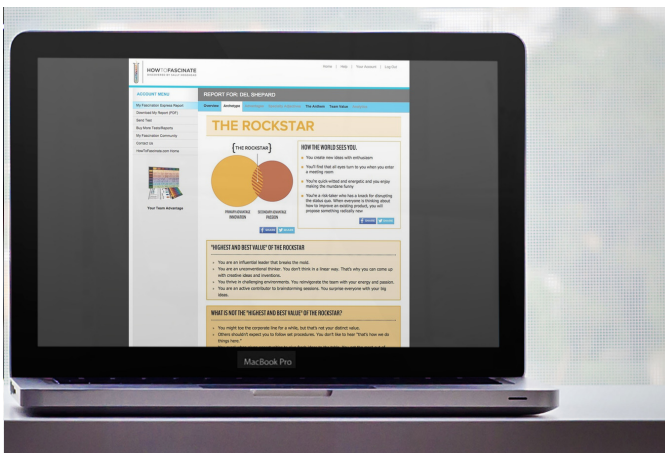 HOWTOFASCINATE
Home | Help | Your Account | Log Out
ACCOUNT MENU
My Fascination Express Report
Download My Report (PDF)
Send Test
Buy More Tests/Reports
My Fascination Community
Contact Us
HowToFascinate.com Home
Your Team Advantage
REPORT FOR: DEL SHEPARD
Overview Archetype The Anthem Team Value
THE ROCKSTAR
{THE ROCKSTAR}
PRIMARY ADVANTAGE
INNOVATION
SECONDARY ADVANTAGE
PASSION
SHARE
HOW THE WORLD SEES YOU.
You create new ideas with enthusiasm
You'll find that all eyes turn to you when you enter
a meeting room
You're quick-witted and energetic and you enjoy
making the mundane funny
You're a risk-taker who has a knack for disrupting
the status quo. When everyone is thinking about
how to improve an existing product, you will
propose something radically new
SHARE
"HIGHEST AND BEST VALUE" OF THE ROCKSTAR
You are an influential leader that breaks the mold.
You are an unconventional thinker. You don't think in a linear way. That's why you can come up
with creative ideas and inventions.
You thrive in challenging environments. You reinvigorate the team with your energy and passion.
You are an active contributor to brainstorming sessions. You surprise everyone with your big
ideas.
WHAT IS NOT THE "HIGHEST AND BEST VALUE" OF THE ROCKSTAR?
You might toe the corporate line for a while, but that's not your distinct value.
Others shouldn't expect you to follow set procedures. You don't like to hear "that's how we do
things here."
MacBook Pro